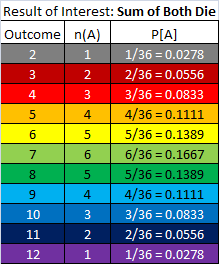 Result of Interest: Sum of Both Die
Outcome n(A) P[A]
2 1 1/36 = 0.0278
3 2 2/36 = 0.0556
4 3 3/36 = 0.0833
5 4 4/36 = 0.1111
6 5 5/36 = 0.1389
7 6 6/36 = 0.1667
8 5 5/36 = 0.1389
9 4 4/36 = 0.1111
10 3 3/36 = 0.0833
11 2 2/36 = 0.0556
12 1 1/36 = 0.0278